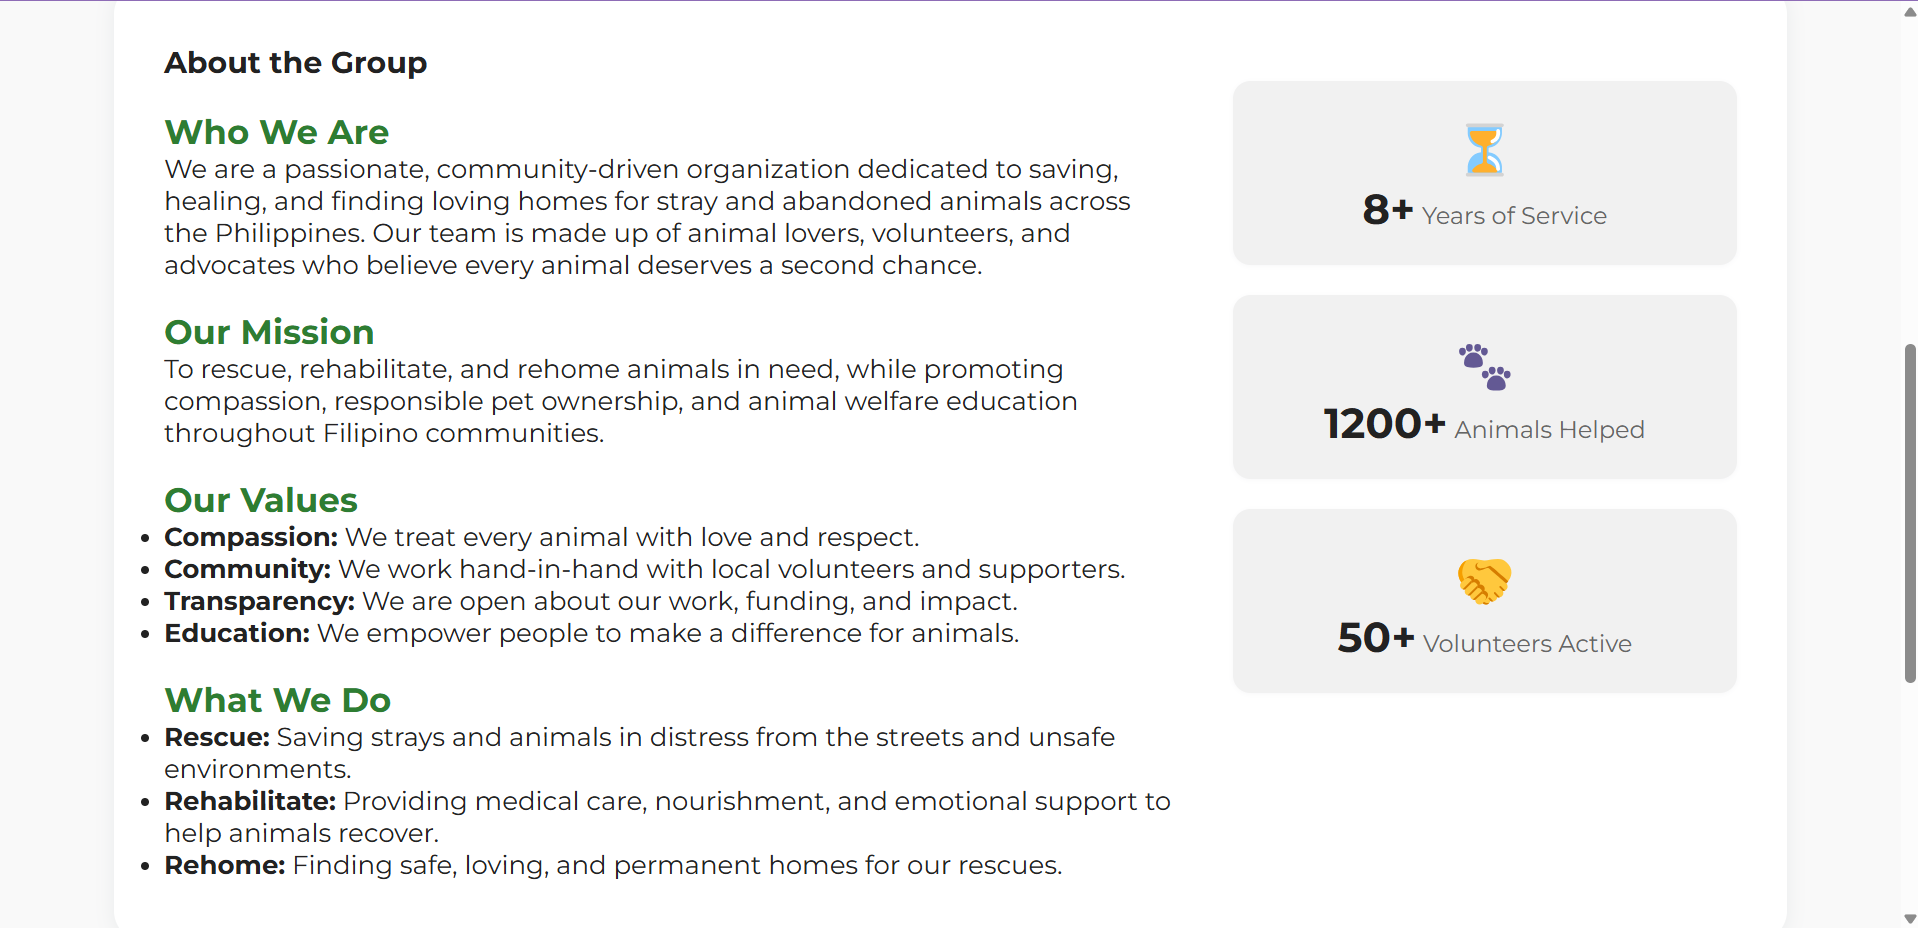 About the Group
Who We Are
We are a passionate, community-driven organization dedicated to saving,
healing, and finding loving homes for stray and abandoned animals across
the Philippines. Our team is made up of animal lovers, volunteers, and
advocates who believe every animal deserves a second chance.
Our Mission
To rescue, rehabilitate, and rehome animals in need, while promoting
compassion, responsible pet ownership, and animal welfare education
throughout Filipino communities.
Our Values
• Compassion: We treat every animal with love and respect.
• Community: We work hand-in-hand with local volunteers and supporters.
• Transparency: We are open about our work, funding, and impact.
• Education: We empower people to make a difference for animals.
What We Do
• Rescue: Saving strays and animals in distress from the streets and unsafe
environments.
• Rehabilitate: Providing medical care, nourishment, and emotional support to
help animals recover.
• Rehome: Finding safe, loving, and permanent homes for our rescues.
8+ Years of Service
1200+ Animals Helped
50+ Volunteers Active